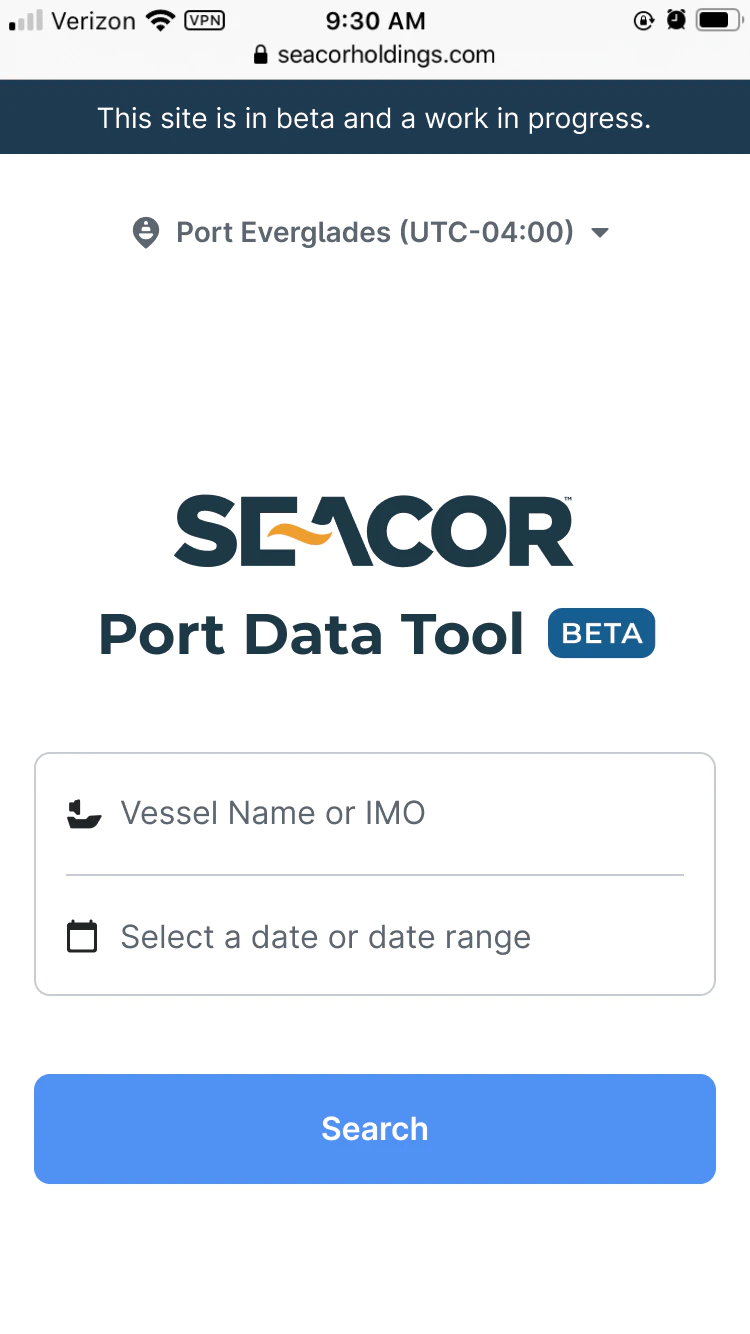 Verizon VPN 9:30 AM
seacorholdings.com
This site is in beta and a work in progress.
Port Everglades (UTC-04:00)
SEACOR™
Port Data Tool BETA
Vessel Name or IMO
Select a date or date range
Search